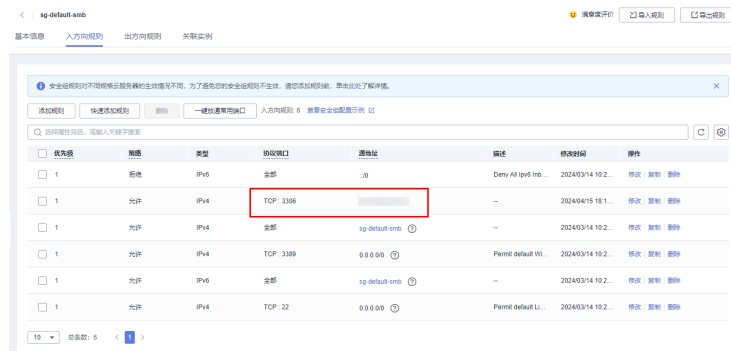 < sg-default-smb 满意度评价 导入规则 导出规则
基本信息 入方向规则 出方向规则 关联实例
安全组规则对不同规格云服务器的生效情况不同，为了避免您的安全组规则不生效，请您添加规则前，单击此处了解详情。
添加规则 快速添加规则 删除 一键放通常用端口 入方向规则: 6 查看安全组配置示例
选择属性筛选，或输入关键字搜索
优先级 策略 类型 协议端口 源地址 描述 修改时间 操作
1 拒绝 IPv6 全部 ::/0 Deny All Ipv6 Inb... 2024/03/14 10:2... 修改 复制 删除
1 允许 IPv4 TCP : 3306 -- 2024/04/15 18:1... 修改 复制 删除
1 允许 IPv4 全部 sg-default-smb -- 2024/03/14 10:2... 修改 复制 删除
1 允许 IPv4 TCP : 3389 0.0.0.0/0 Permit default Wi... 2024/03/14 10:2... 修改 复制 删除
1 允许 IPv6 全部 sg-default-smb -- 2024/03/14 10:2... 修改 复制 删除
1 允许 IPv4 TCP : 22 0.0.0.0/0 Permit default Li... 2024/03/14 10:2... 修改 复制 删除
10 总条数: 6 < 1 >